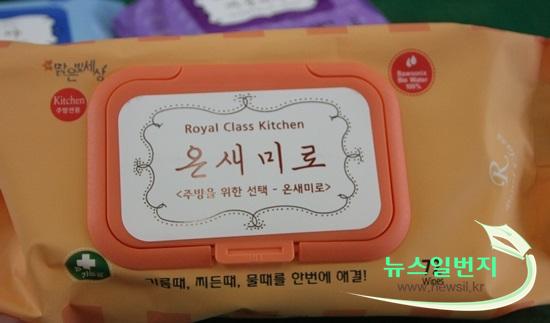 맑은빛세상
Kitchen
주방전용
Bawsonix
Bio Water
100%
Royal Class Kitchen
온새미로
<주방을 위한 선택 - 온새미로>
기름때, 찌든때, 물때를 한번에 해결!
Wipes
뉴스일번지
www.newsil.kr